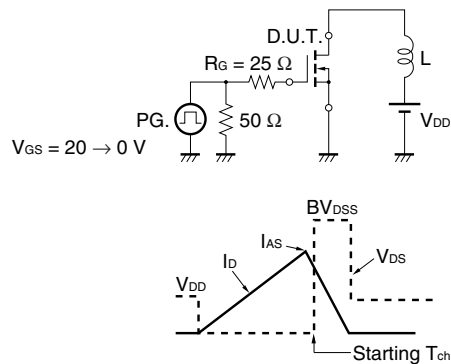 D.U.T.
RG = 25 Ω
L
PG.
50 Ω
VDD
VGS = 20 → 0 V
BVDSS
IAS
ID
VDS
VDD
Starting Tch